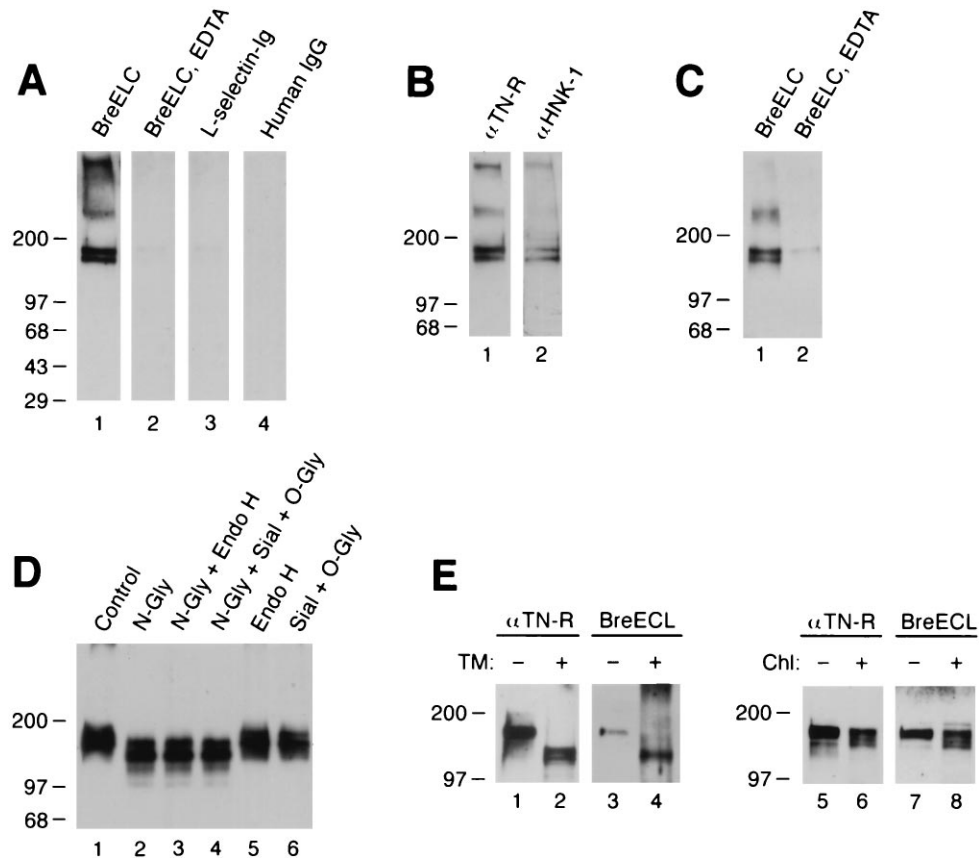 A
BreELC
BreELC, EDTA
L-selectin-Ig
Human IgG
200
97
68
43
29
1 2 3 4
B
αTN-R
αHNK-1
200
97
68
1 2
C
BreELC
BreELC, EDTA
200
97
68
1 2
D
Control
N-Gly
N-Gly + Endo H
N-Gly + Sial + O-Gly
Endo H
Sial + O-Gly
200
97
68
1 2 3 4 5 6
E
αTN-R BreECL
TM: – + – +
200
97
1 2 3 4
αTN-R BreECL
Chl: – + – +
200
97
5 6 7 8